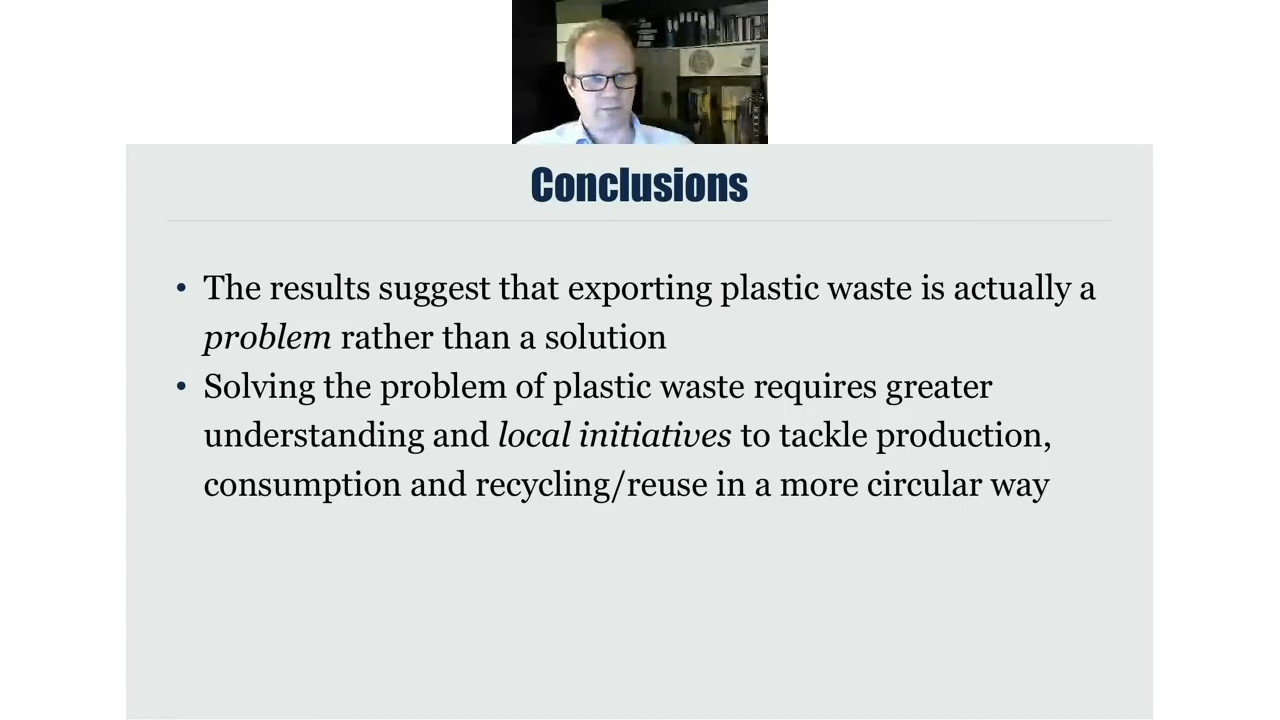 Conclusions
• The results suggest that exporting plastic waste is actually a
problem rather than a solution
• Solving the problem of plastic waste requires greater
understanding and local initiatives to tackle production,
consumption and recycling/reuse in a more circular way